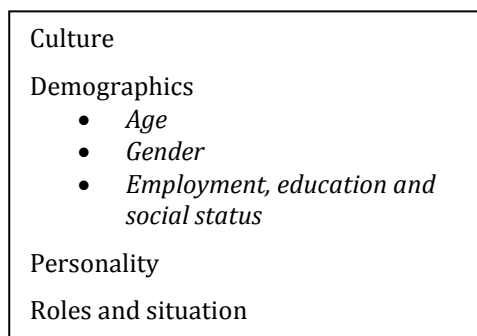 Culture
Demographics
• Age
• Gender
• Employment, education and
social status
Personality
Roles and situation